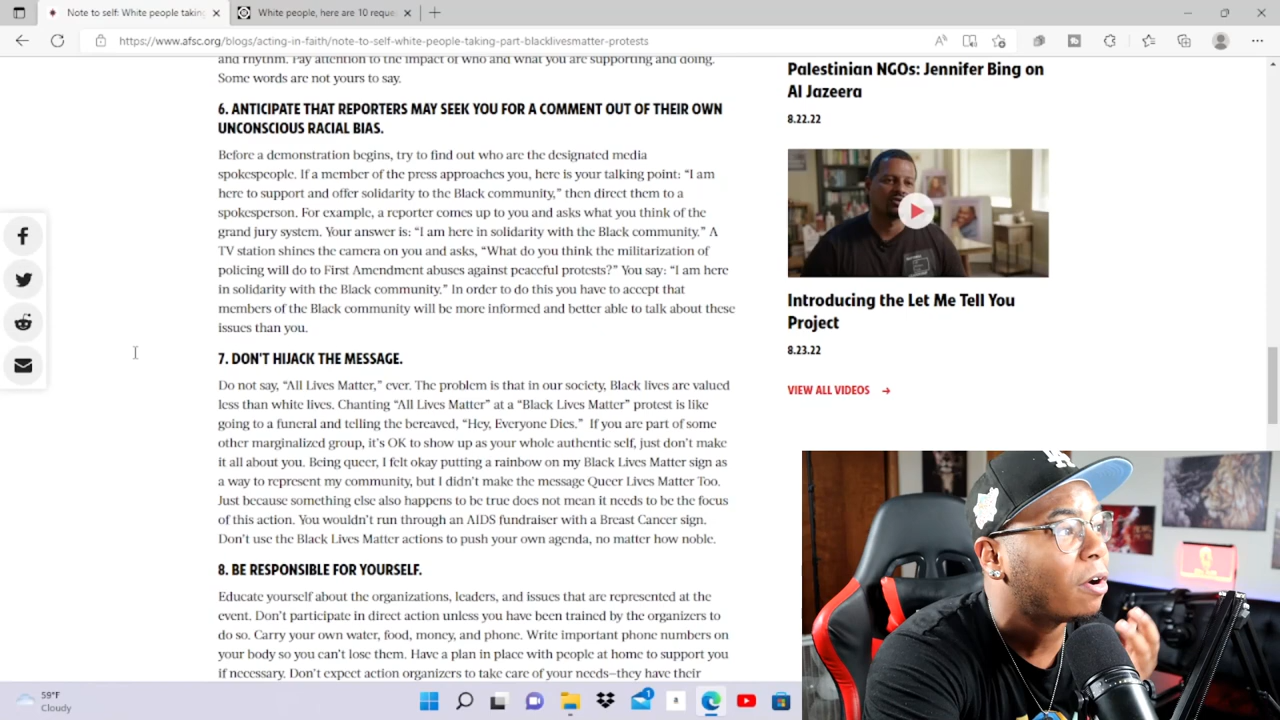 Note to self: White people takin
White people, here are 10 reque
https://www.afsc.org/blogs/acting-in-faith/note-to-self-white-people-taking-part-blacklivesmatter-protests
and rhythm. Pay attention to the impact of who and what you are supporting and doing.
Some words are not yours to say.
6. ANTICIPATE THAT REPORTERS MAY SEEK YOU FOR A COMMENT OUT OF THEIR OWN
UNCONSCIOUS RACIAL BIAS.
Before a demonstration begins, try to find out who are the designated media
spokespeople. If a member of the press approaches you, here is your talking point: “I am
here to support and offer solidarity to the Black community,” then direct them to a
spokesperson. For example, a reporter comes up to you and asks what you think of the
grand jury system. Your answer is: “I am here in solidarity with the Black community.” A
TV station shines the camera on you and asks, “What do you think the militarization of
policing will do to First Amendment abuses against peaceful protests?” You say: “I am here
in solidarity with the Black community.” In order to do this you have to accept that
members of the Black community will be more informed and better able to talk about these
issues than you.
7. DON'T HIJACK THE MESSAGE.
Do not say, “All Lives Matter,” ever. The problem is that in our society, Black lives are valued
less than white lives. Chanting “All Lives Matter” at a “Black Lives Matter” protest is like
going to a funeral and telling the bereaved, “Hey, Everyone Dies.” If you are part of some
other marginalized group, it’s OK to show up as your whole authentic self, just don’t make
it all about you. Being queer, I felt okay putting a rainbow on my Black Lives Matter sign as
a way to represent my community, but I didn’t make the message Queer Lives Matter Too.
Just because something else also happens to be true does not mean it needs to be the focus
of this action. You wouldn’t run through an AIDS fundraiser with a Breast Cancer sign.
Don’t use the Black Lives Matter actions to push your own agenda, no matter how noble.
8. BE RESPONSIBLE FOR YOURSELF.
Educate yourself about the organizations, leaders, and issues that are represented at the
event. Don’t participate in direct action unless you have been trained by the organizers to
do so. Carry your own water, food, money, and phone. Write important phone numbers on
your body so you can’t lose them. Have a plan in place with people at home to support you
if necessary. Don’t expect action organizers to take care of your needs—they have their
Palestinian NGOs: Jennifer Bing on
Al Jazeera
8.22.22
Introducing the Let Me Tell You
Project
8.23.22
VIEW ALL VIDEOS →
59°F
Cloudy
1
a
LA